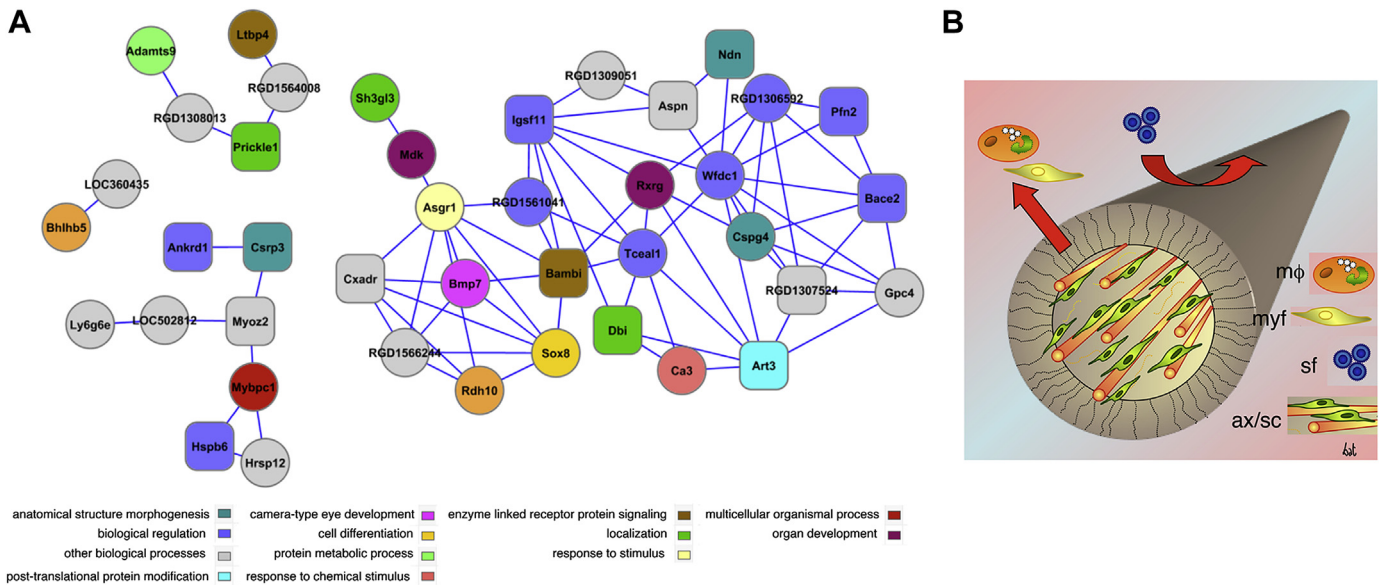 A
B
Adamts9
Ltbp4
RGD1564008
RGD1308013
Prickle1
LOC360435
Bhlhb5
Ankrd1
Csrp3
Ly6g6e
LOC502812
Myoz2
Mybpc1
Hspb6
Hrsp12
Sh3gl3
Mdk
Asgr1
Cxadr
Bmp7
RGD1566244
Rdh10
Sox8
Bambi
RGD1561041
Igsf11
RGD1309051
Aspn
Ndn
RGD1306592
Pfn2
Rxrg
Wfdc1
Bace2
Cspg4
Tceal1
RGD1307524
Gpc4
Dbi
Ca3
Art3
mϕ
myf
sf
ax/sc
anatomical structure morphogenesis
camera-type eye development
enzyme linked receptor protein signaling
multicellular organismal process
biological regulation
cell differentiation
localization
organ development
other biological processes
protein metabolic process
response to stimulus
post-translational protein modification
response to chemical stimulus